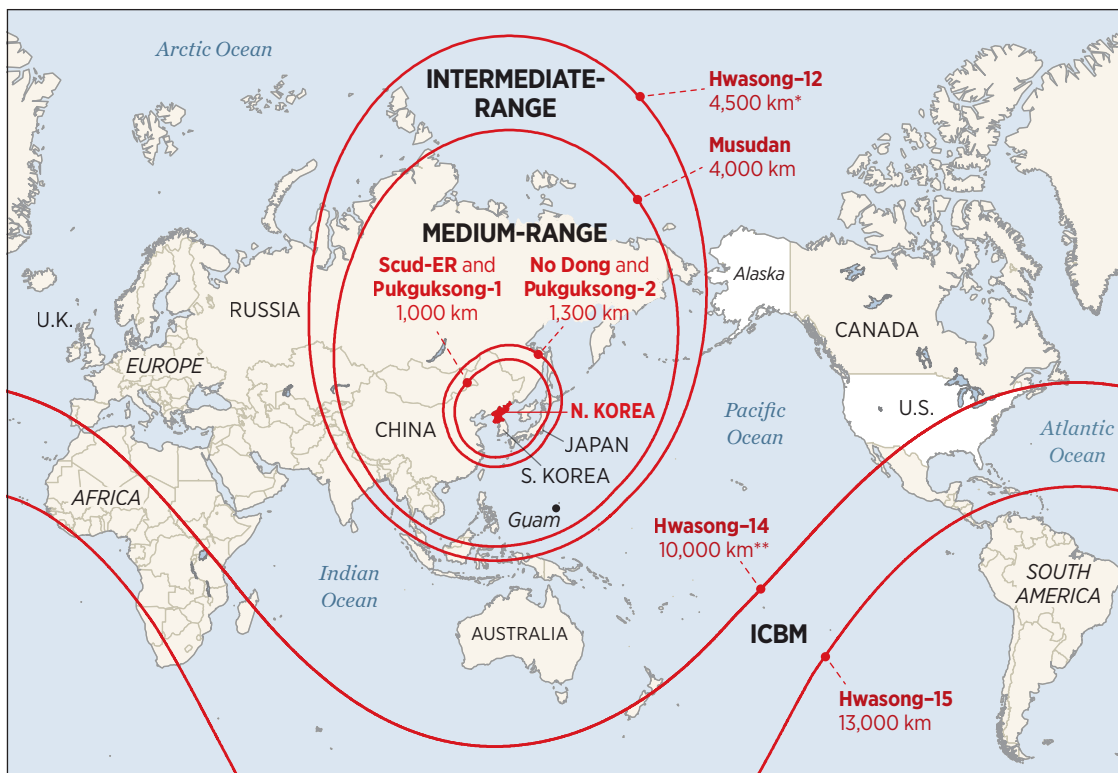 Arctic Ocean
INTERMEDIATE-
RANGE
Hwasong–12
4,500 km*
Musudan
4,000 km
MEDIUM-RANGE
Scud-ER and
Pukguksong-1
1,000 km
No Dong and
Pukguksong-2
1,300 km
Alaska
RUSSIA
U.K.
CANADA
EUROPE
U.S.
N. KOREA
Pacific
Ocean
CHINA
JAPAN
Atlantic
Ocean
S. KOREA
AFRICA
Guam
Hwasong–14
10,000 km**
Indian
Ocean
SOUTH
AMERICA
AUSTRALIA
ICBM
Hwasong–15
13,000 km